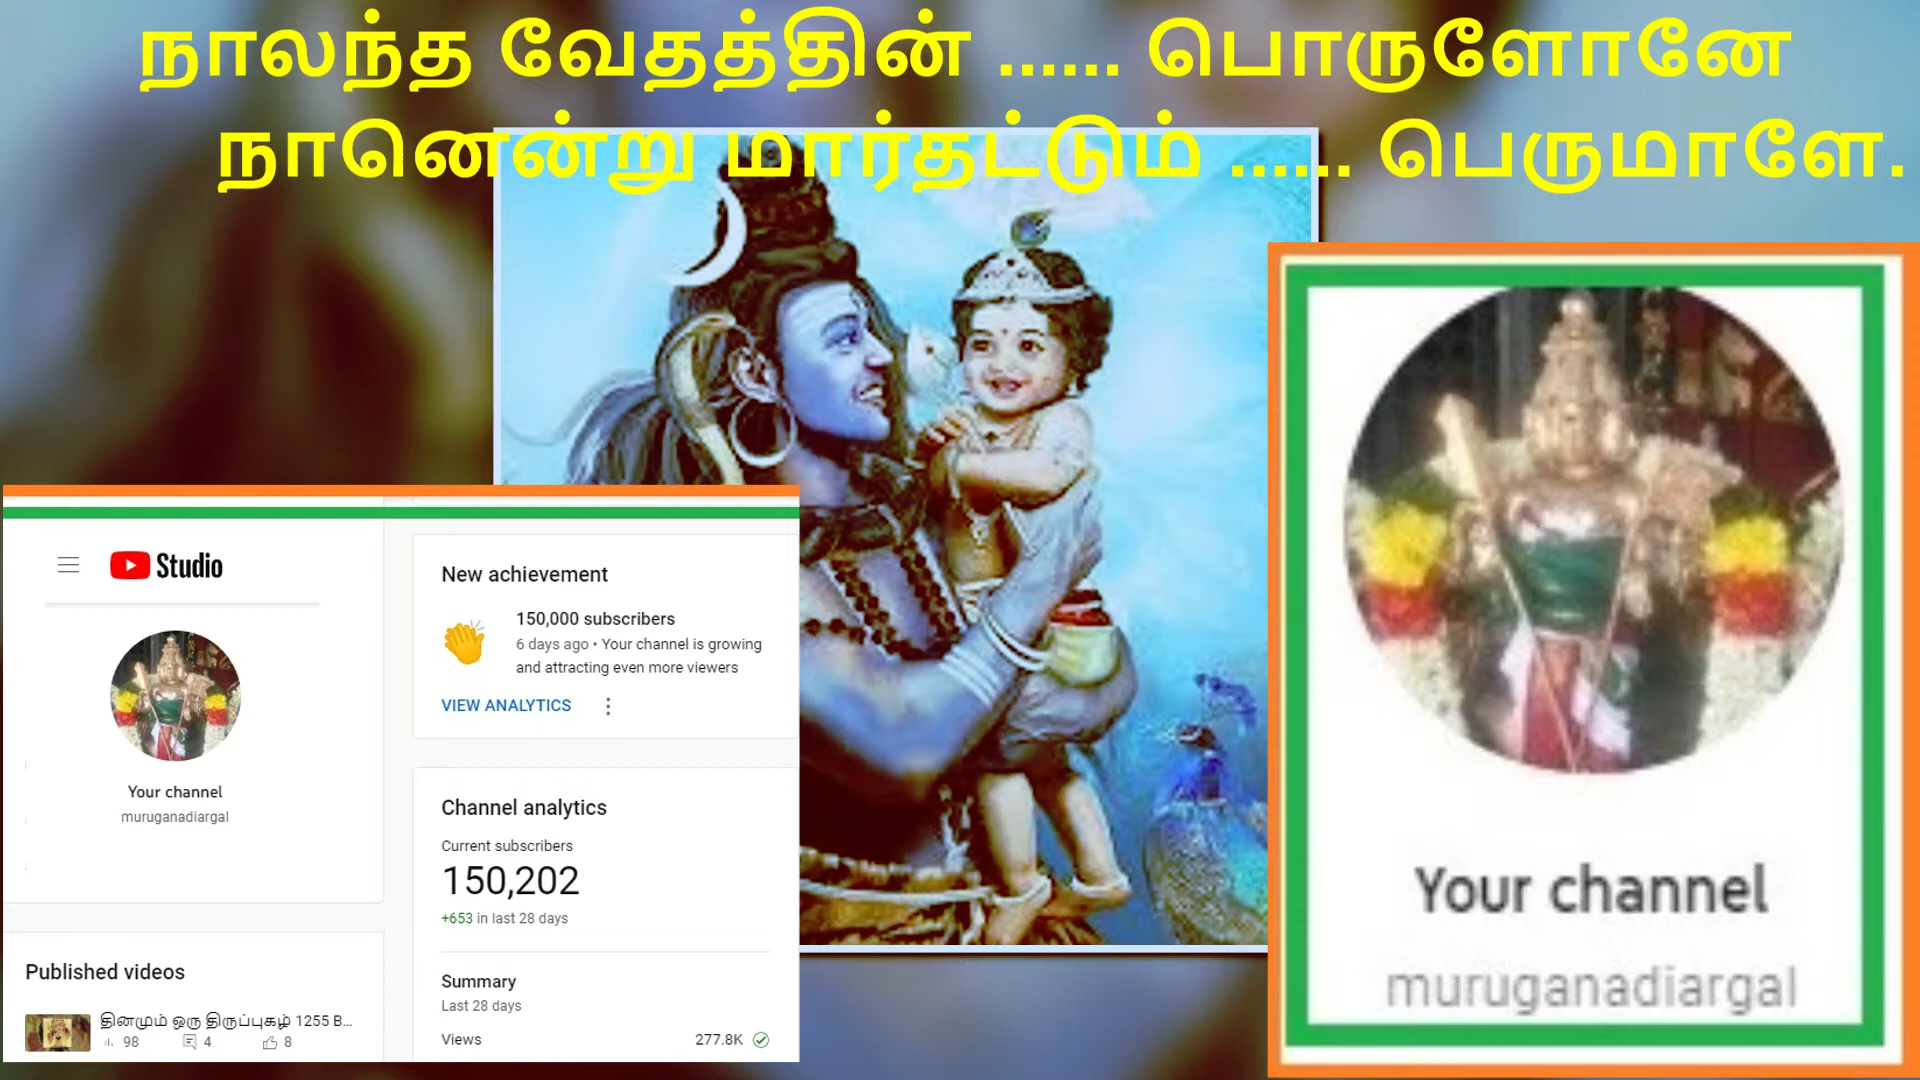 நாலந்த வேதத்தின் ...... பொருளோனே
நானென்று மார்தட்டும் ...... பெருமாளே.
Studio
Your channel
muruganadiargal
New achievement
150,000 subscribers
6 days ago • Your channel is growing
and attracting even more viewers
VIEW ANALYTICS
Channel analytics
Current subscribers
150,202
+653 in last 28 days
Summary
Last 28 days
Views 277.8K
Published videos
தினமும் ஒரு திருப்புகழ் 1255 B...
98 4 8
Your channel
muruganadiargal